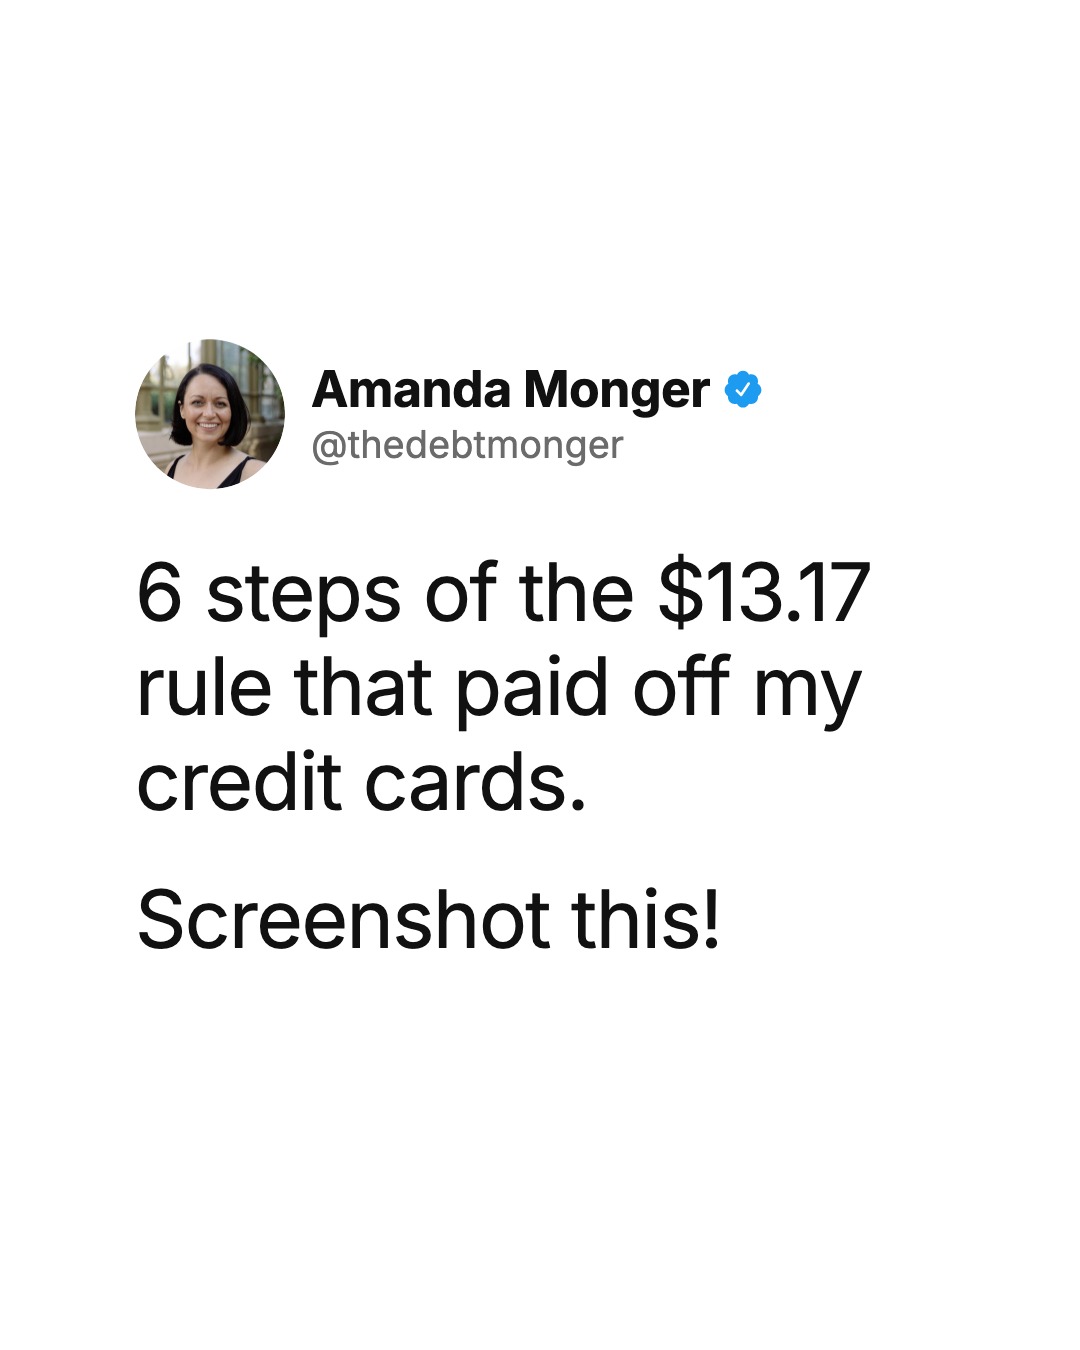 Amanda Monger
@thedebtmonger
6 steps of the $13.17
rule that paid off my
credit cards.
Screenshot this!